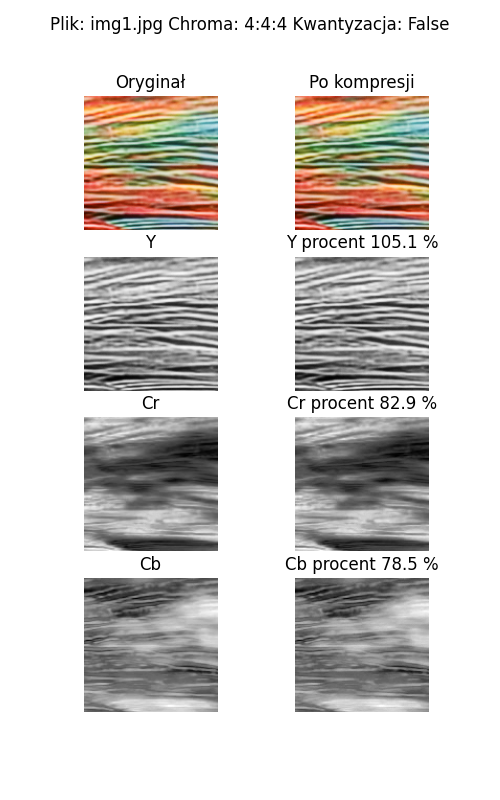 Plik: img1.jpg Chroma: 4:4:4 Kwantyzacja: False
Oryginał
Po kompresji
Y
Y procent 105.1 %
Cr
Cr procent 82.9 %
Cb
Cb procent 78.5 %